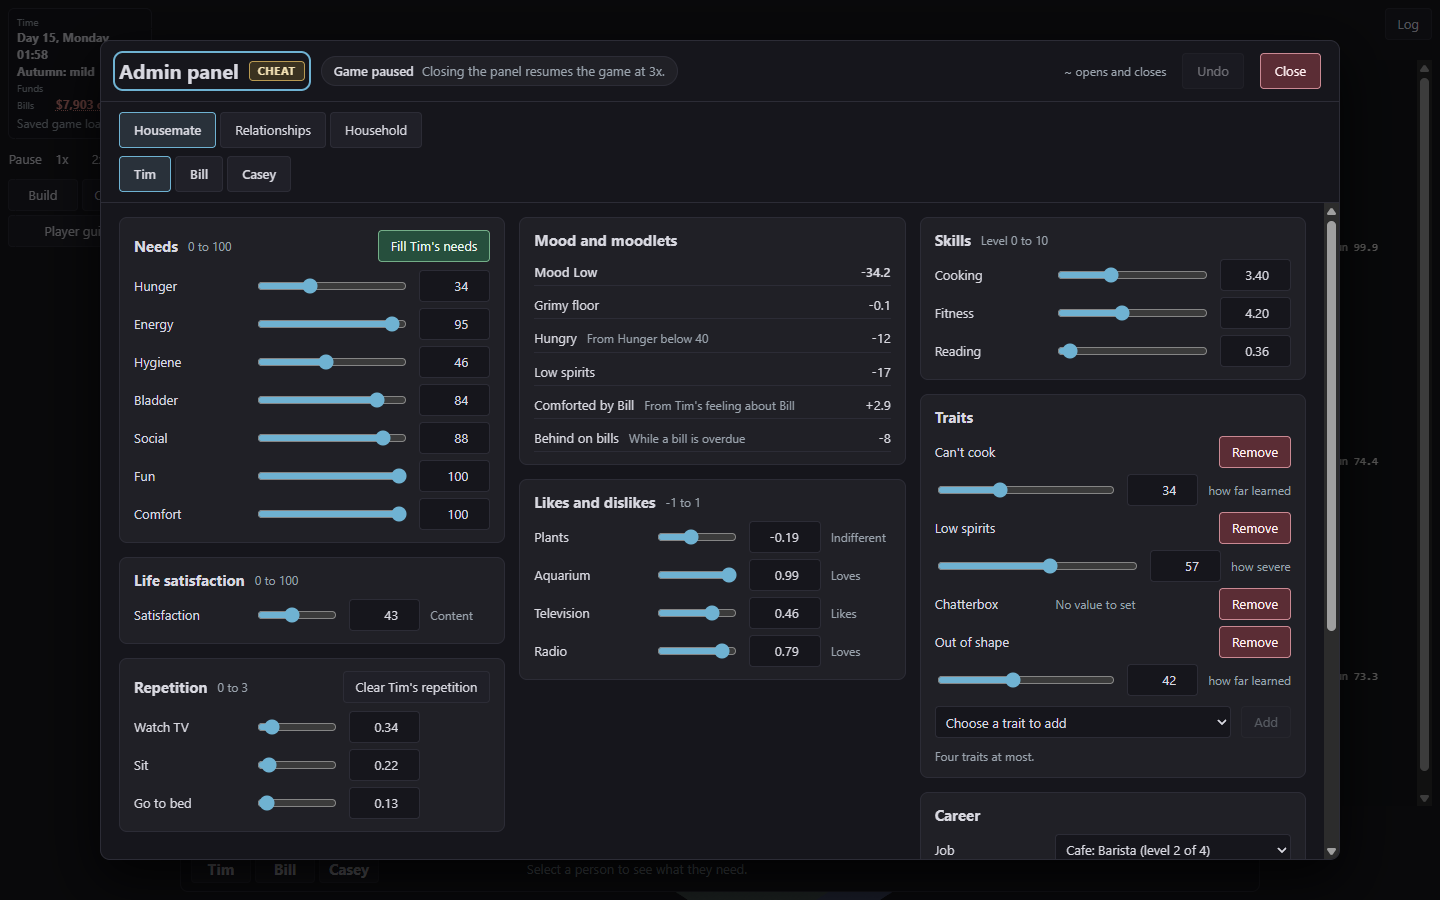 Time
Day 15, Monday
01:58
Autumn: mild
Funds
Bills $7,903
Saved game loa
Pause 1x
Build
Player gui
Log
Admin panel CHEAT
Game paused Closing the panel resumes the game at 3x.
~ opens and closes
Undo
Close
Housemate Relationships Household
Tim Bill Casey
Needs 0 to 100
Fill Tim's needs
Hunger 34
Energy 95
Hygiene 46
Bladder 84
Social 88
Fun 100
Comfort 100
Life satisfaction 0 to 100
Satisfaction 43 Content
Repetition 0 to 3
Clear Tim's repetition
Watch TV 0.34
Sit 0.22
Go to bed 0.13
Mood and moodlets
Mood Low -34.2
Grimy floor -0.1
Hungry From Hunger below 40 -12
Low spirits -17
Comforted by Bill From Tim's feeling about Bill +2.9
Behind on bills While a bill is overdue -8
Likes and dislikes -1 to 1
Plants -0.19 Indifferent
Aquarium 0.99 Loves
Television 0.46 Likes
Radio 0.79 Loves
Skills Level 0 to 10
Cooking 3.40
Fitness 4.20
Reading 0.36
Traits
Can't cook Remove
34 how far learned
Low spirits Remove
57 how severe
Chatterbox No value to set Remove
Out of shape Remove
42 how far learned
Choose a trait to add Add
Four traits at most.
Career
Job Cafe: Barista (level 2 of 4)
99.9
74.4
73.3
Tim Bill Casey
Select a person to see what they need.